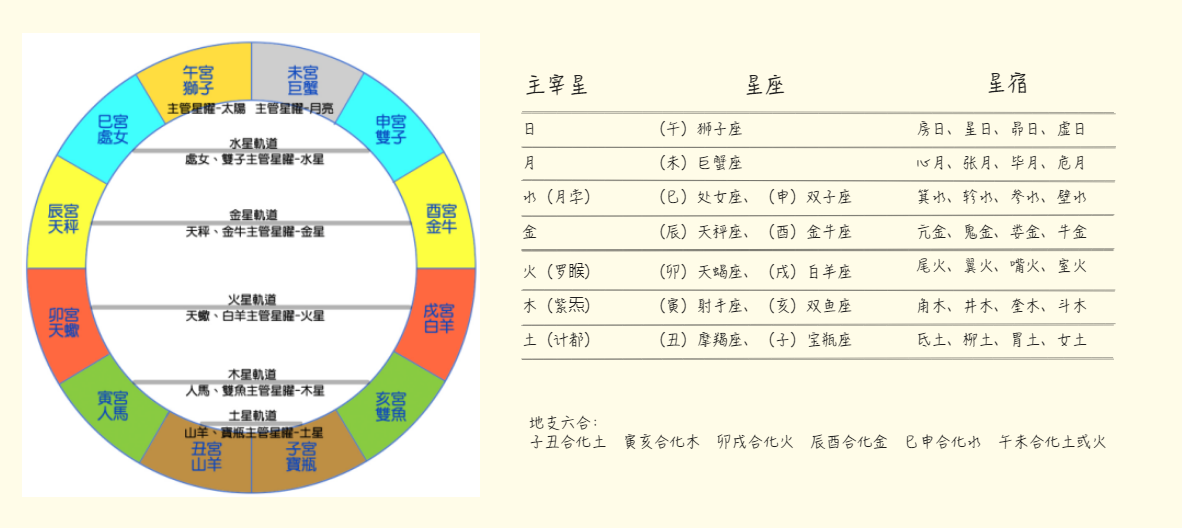 午宮
獅子
未宮
巨蟹
主管星曜-太陽
主管星曜-月亮
巳宮
處女
申宮
雙子
水星軌道
處女、雙子主管星曜-水星
辰宮
天秤
酉宮
金牛
金星軌道
天秤、金牛主管星曜-金星
卯宮
天蠍
戌宮
白羊
火星軌道
天蠍、白羊主管星曜-火星
寅宮
人馬
亥宮
雙魚
木星軌道
人馬、雙魚主管星曜-木星
土星軌道
山羊、寶瓶主管星曜-土星
丑宮
山羊
子宮
寶瓶
主宰星 星座 星宿
日 （午）狮子座 房日、星日、昴日、虚日
月 （未）巨蟹座 心月、张月、毕月、危月
水（月孛） （巳）处女座、（申）双子座 箕水、轸水、参水、壁水
金 （辰）天秤座、（酉）金牛座 亢金、鬼金、娄金、牛金
火（罗睺） （卯）天蝎座、（戌）白羊座 尾火、翼火、嘴火、室火
木（紫炁） （寅）射手座、（亥）双鱼座 角木、井木、奎木、斗木
土（计都） （丑）摩羯座、（子）宝瓶座 氐土、柳土、胃土、女土
地支六合：
子丑合化土 寅亥合化木 卯戌合化火 辰酉合化金 巳申合化水 午未合化土或火